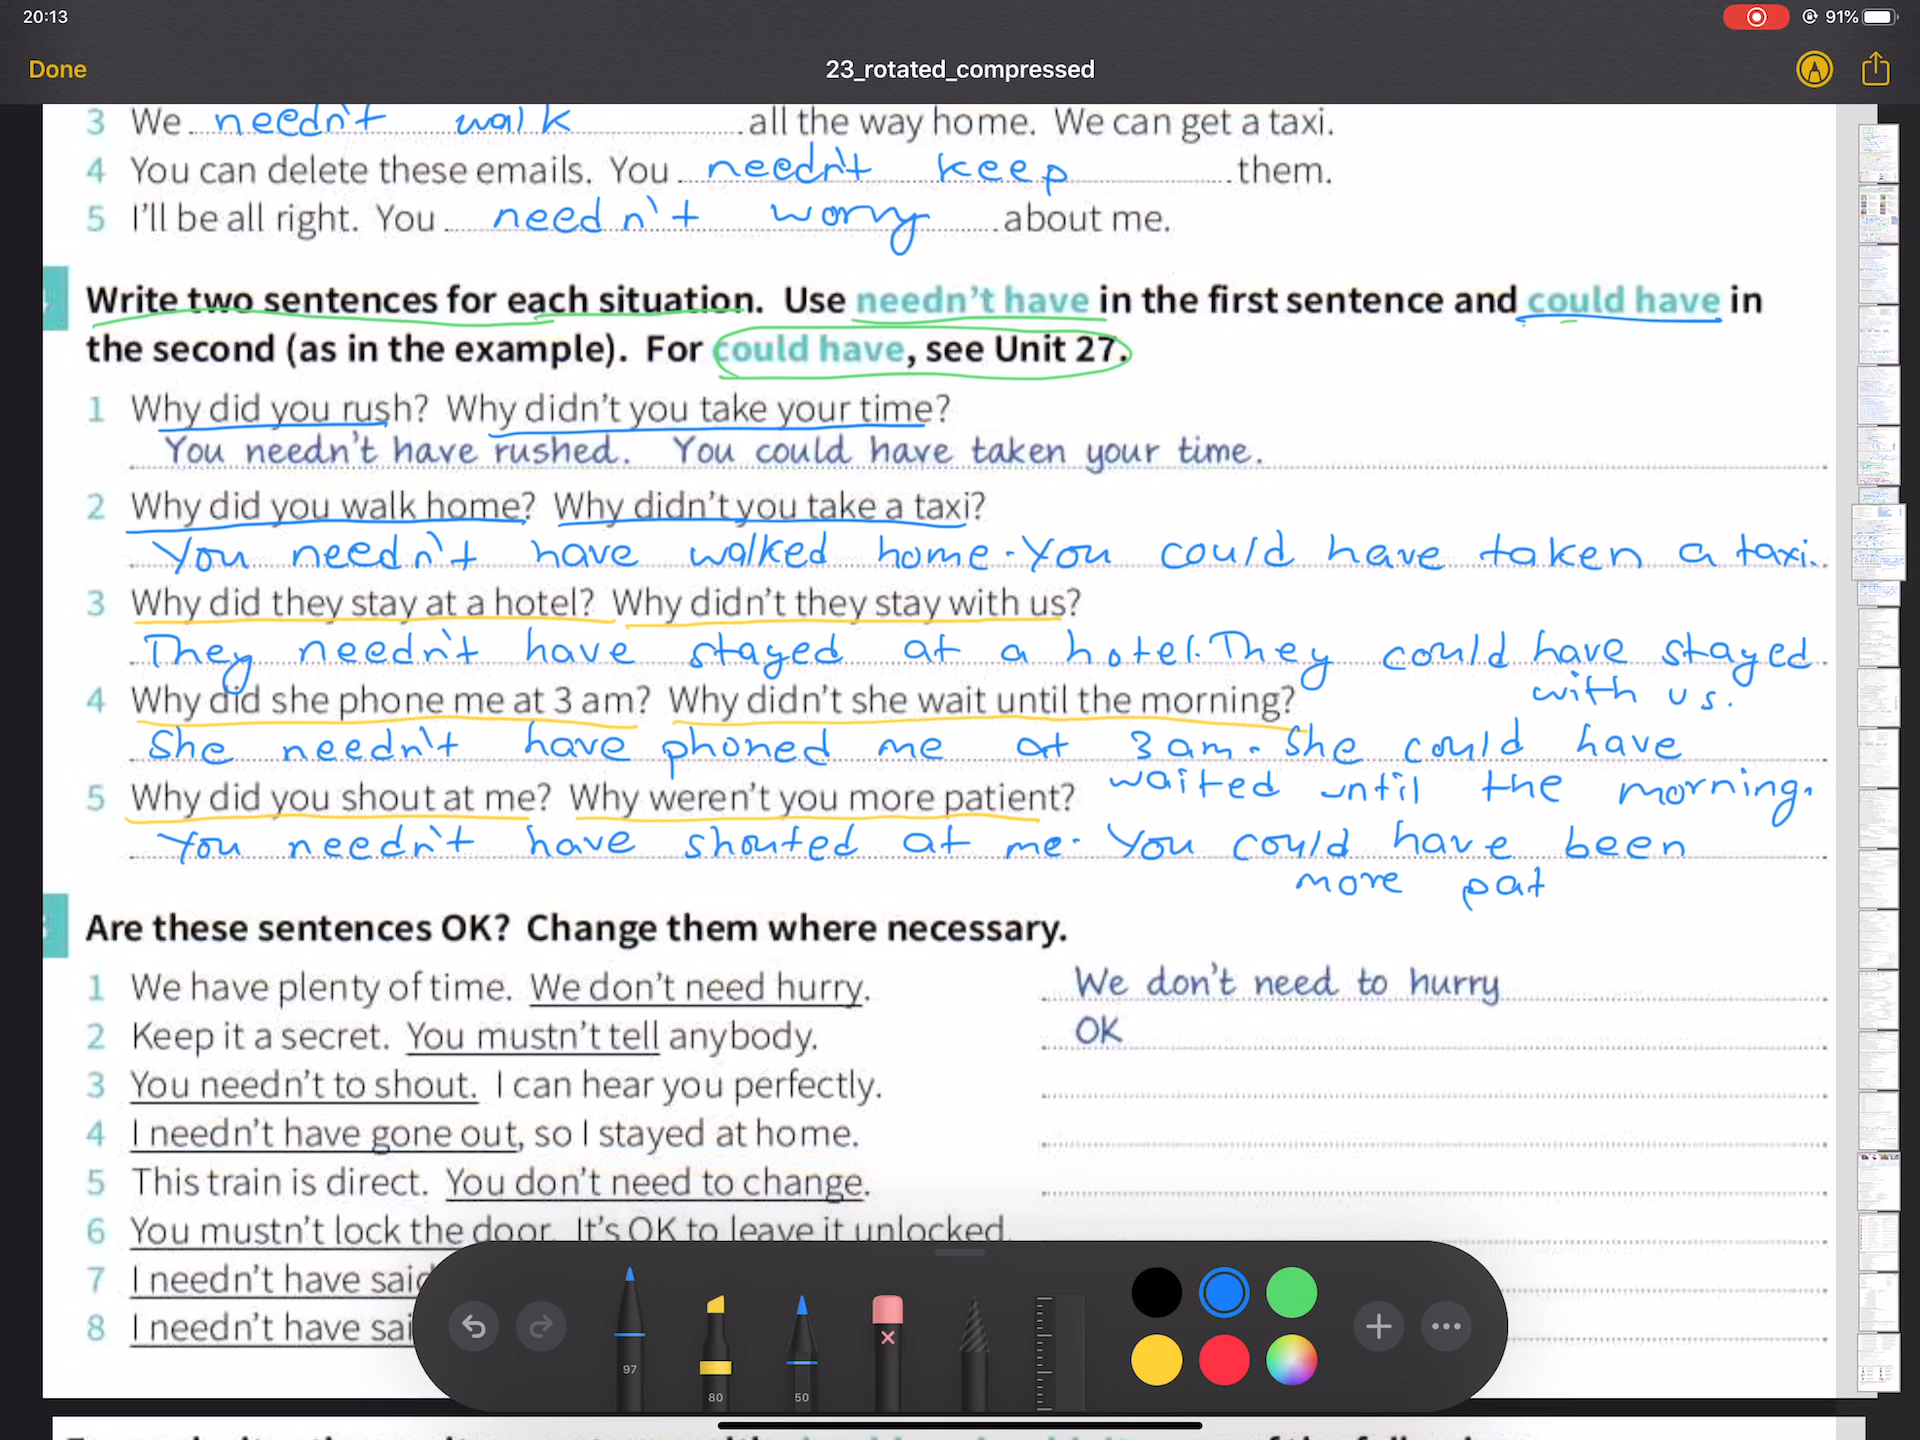 20:13
91%
Done
23_rotated_compressed
3 We needn't walk all the way home. We can get a taxi.
4 You can delete these emails. You needn't keep them.
5 I'll be all right. You needn't worry about me.
Write two sentences for each situation. Use needn't have in the first sentence and could have in
the second (as in the example). For could have, see Unit 27.
1 Why did you rush? Why didn't you take your time?
You needn't have rushed. You could have taken your time.
2 Why did you walk home? Why didn't you take a taxi?
You needn't have walked home. You could have taken a taxi.
3 Why did they stay at a hotel? Why didn't they stay with us?
They needn't have stayed at a hotel. They could have stayed
with us.
4 Why did she phone me at 3 am? Why didn't she wait until the morning?
She needn't have phoned me at 3 am. She could have
waited until the morning.
5 Why did you shout at me? Why weren't you more patient?
You needn't have shouted at me. You could have been
more pat
Are these sentences OK? Change them where necessary.
1 We have plenty of time. We don't need hurry. We don't need to hurry
2 Keep it a secret. You mustn't tell anybody. OK
3 You needn't to shout. I can hear you perfectly.
4 I needn't have gone out, so I stayed at home.
5 This train is direct. You don't need to change.
6 You mustn't lock the door. It's OK to leave it unlocked.
7 I needn't have said
8 I needn't have sai
97
80
50